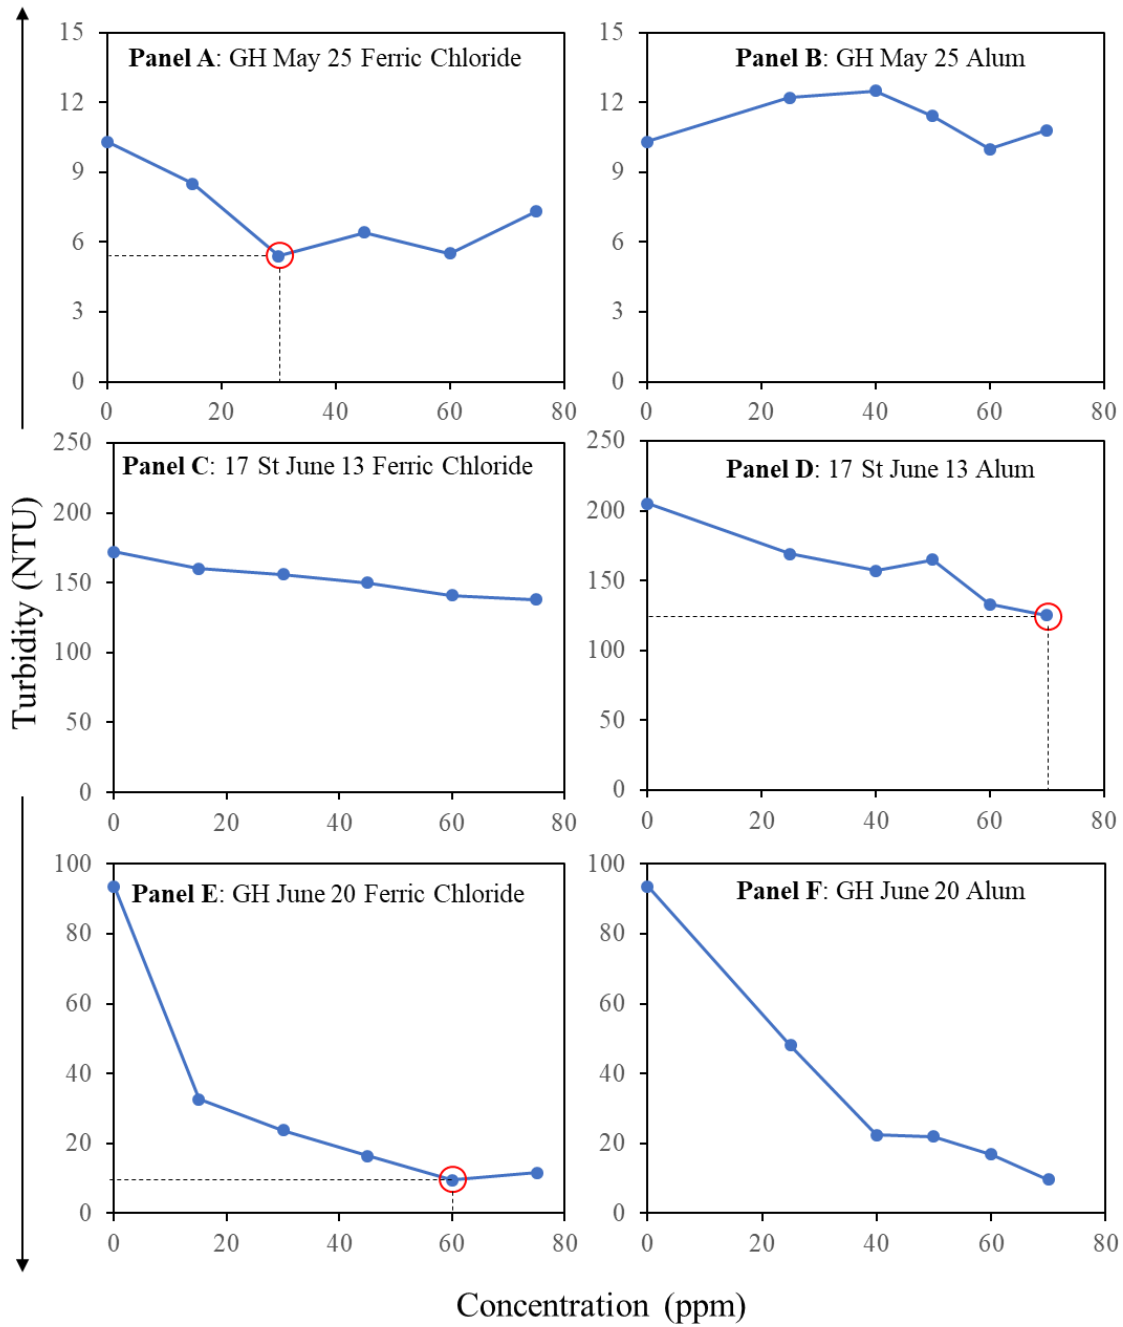 Panel A: GH May 25 Ferric Chloride
15
12
9
6
3
0
0 20 40 60 80
Panel B: GH May 25 Alum
15
12
9
6
3
0
0 20 40 60 80
Turbidity (NTU)
Panel C: 17 St June 13 Ferric Chloride
250
200
150
100
50
0
0 20 40 60 80
Panel D: 17 St June 13 Alum
250
200
150
100
50
0
0 20 40 60 80
Panel E: GH June 20 Ferric Chloride
100
80
60
40
20
0
0 20 40 60 80
Panel F: GH June 20 Alum
100
80
60
40
20
0
0 20 40 60 80
Concentration (ppm)